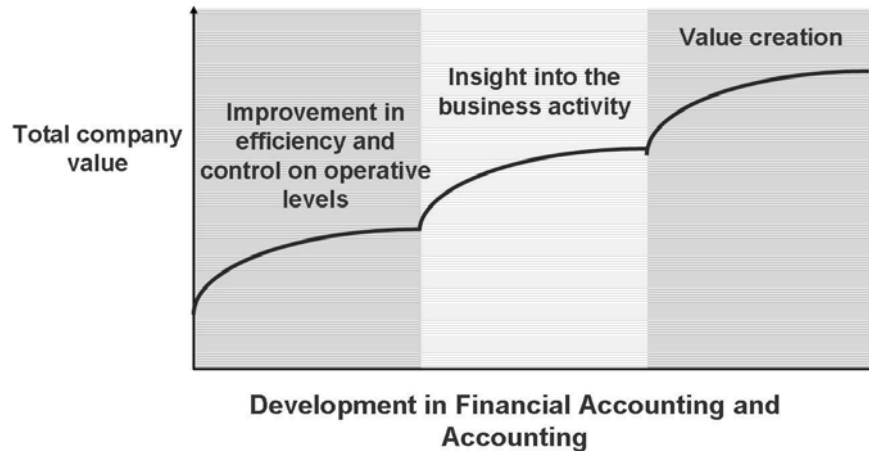 Value creation
Insight into the
business activity
Improvement in
efficiency and
control on operative
levels
Total company
value
Development in Financial Accounting and
Accounting